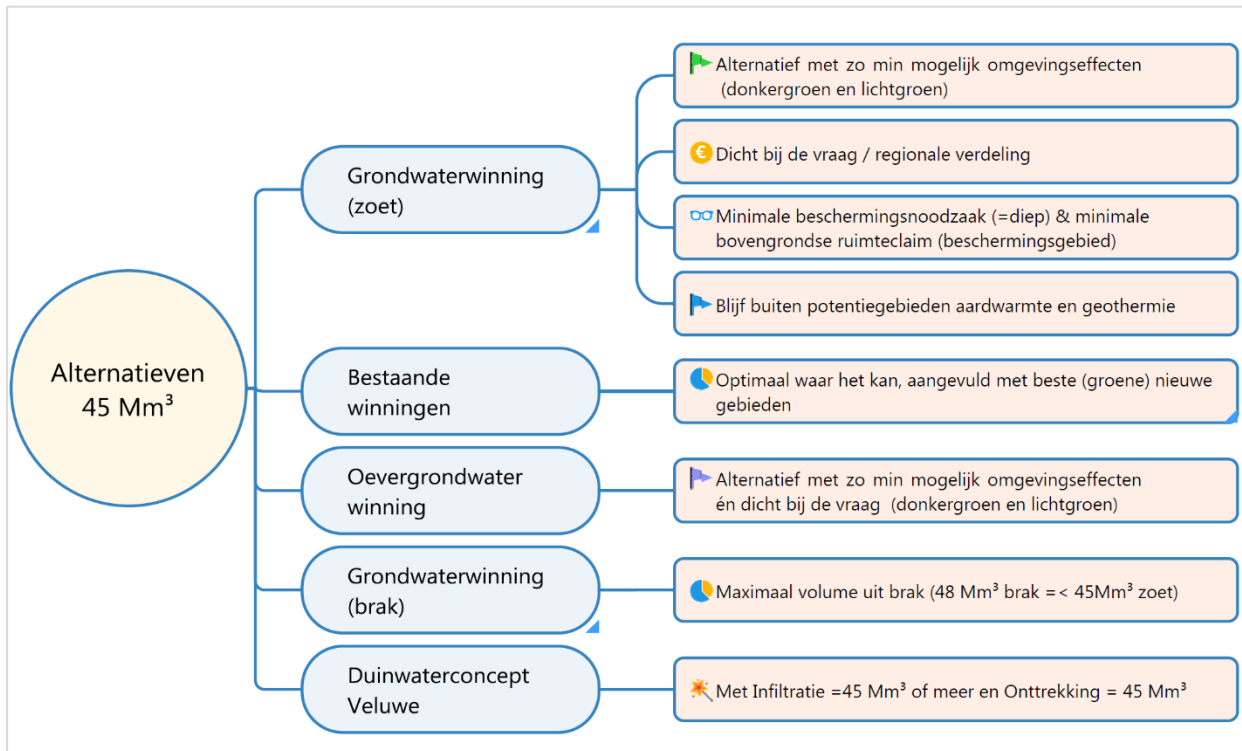 Alternatieven
45 Mm³
Grondwaterwinning
(zoet)
Alternatief met zo min mogelijk omgevingseffecten
(donkergroen en lichtgroen)
€
Dicht bij de vraag / regionale verdeling
Minimale beschermingsnoodzaak (=diep) & minimale
bovengrondse ruimteclaim (beschermingsgebied)
Blijf buiten potentiegebieden aardwarmte en geothermie
Bestaande
winningen
Optimaal waar het kan, aangevuld met beste (groene) nieuwe
gebieden
Oevergrondwater
winning
Alternatief met zo min mogelijk omgevingseffecten
én dicht bij de vraag (donkergroen en lichtgroen)
Grondwaterwinning
(brak)
Maximaal volume uit brak (48 Mm³ brak =< 45Mm³ zoet)
Duinwaterconcept
Veluwe
Met Infiltratie =45 Mm³ of meer en Onttrekking = 45 Mm³